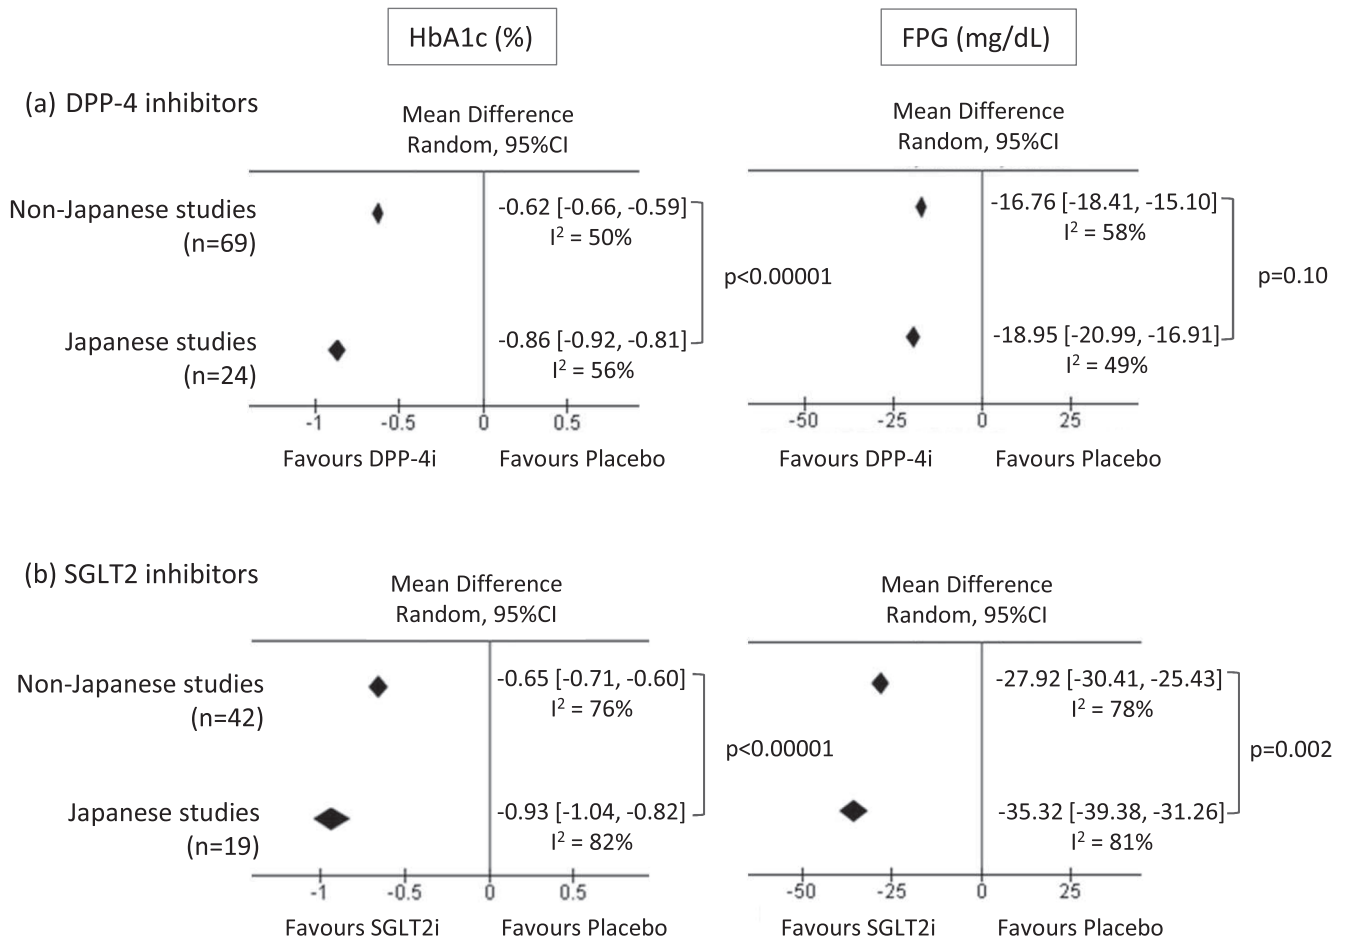 HbA1c (%)
FPG (mg/dL)
(a) DPP-4 inhibitors
Mean Difference
Random, 95%CI
Mean Difference
Random, 95%CI
Non-Japanese studies
(n=69)
-0.62 [-0.66, -0.59]
I² = 50%
-16.76 [-18.41, -15.10]
I² = 58%
p<0.00001
p=0.10
Japanese studies
(n=24)
-0.86 [-0.92, -0.81]
I² = 56%
-18.95 [-20.99, -16.91]
I² = 49%
-1 -0.5 0 0.5
-50 -25 0 25
Favours DPP-4i Favours Placebo
Favours DPP-4i Favours Placebo
(b) SGLT2 inhibitors
Mean Difference
Random, 95%CI
Mean Difference
Random, 95%CI
Non-Japanese studies
(n=42)
-0.65 [-0.71, -0.60]
I² = 76%
-27.92 [-30.41, -25.43]
I² = 78%
p<0.00001
p=0.002
Japanese studies
(n=19)
-0.93 [-1.04, -0.82]
I² = 82%
-35.32 [-39.38, -31.26]
I² = 81%
-1 -0.5 0 0.5
-50 -25 0 25
Favours SGLT2i Favours Placebo
Favours SGLT2i Favours Placebo